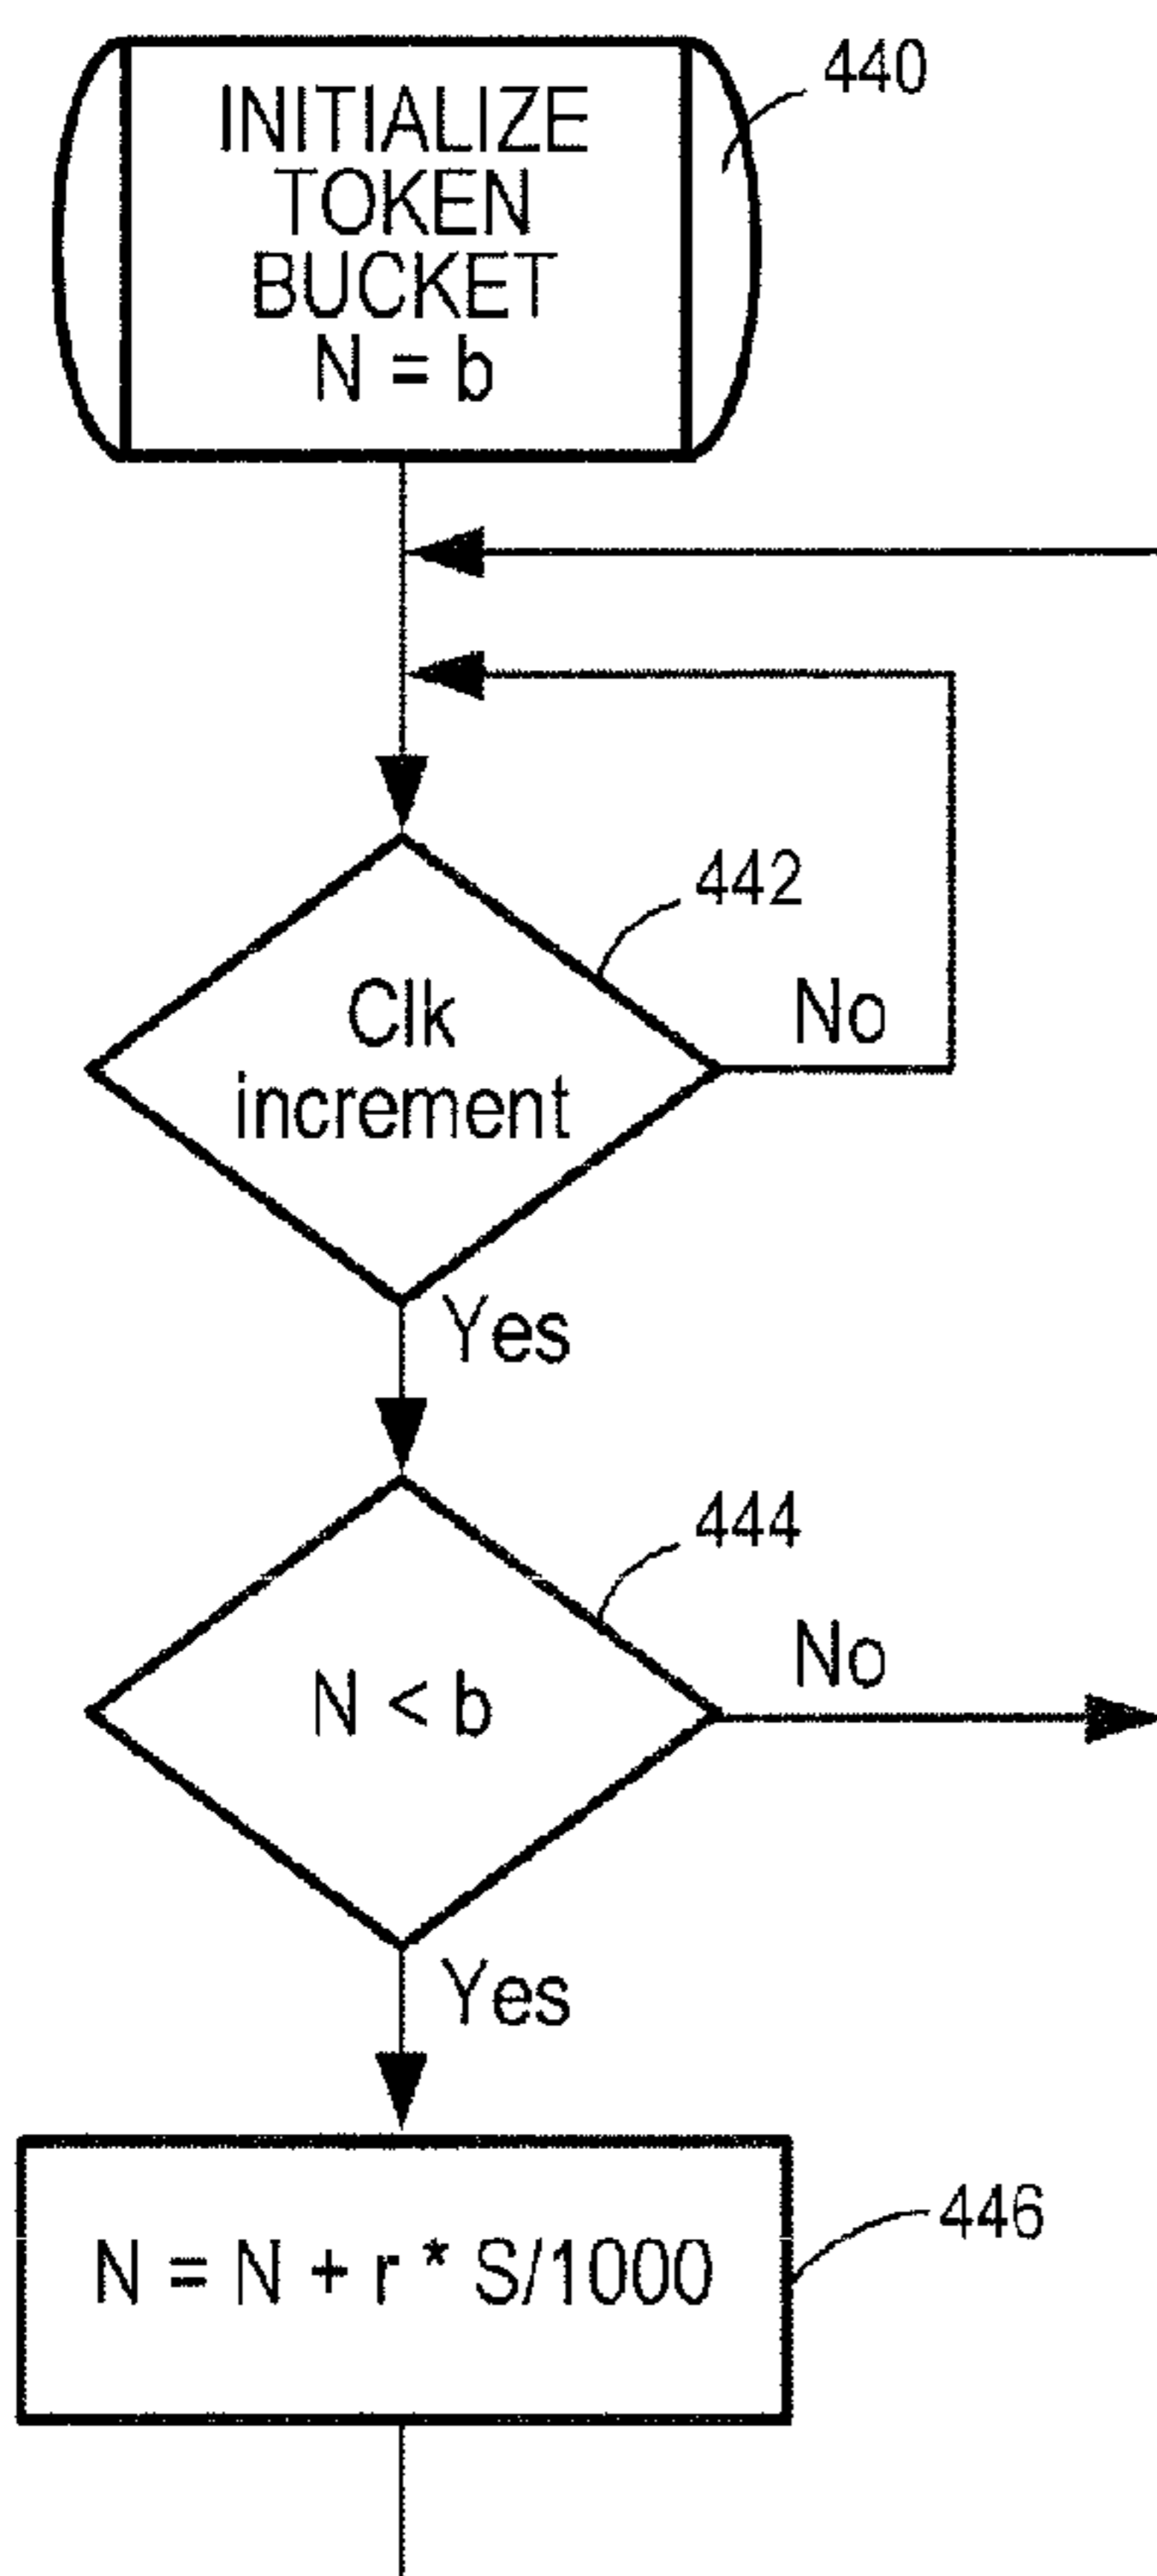 INITIALIZE
TOKEN
BUCKET
N = b
440
442
Clk
increment
No
Yes
444
N < b
No
Yes
446
N = N + r * S/1000